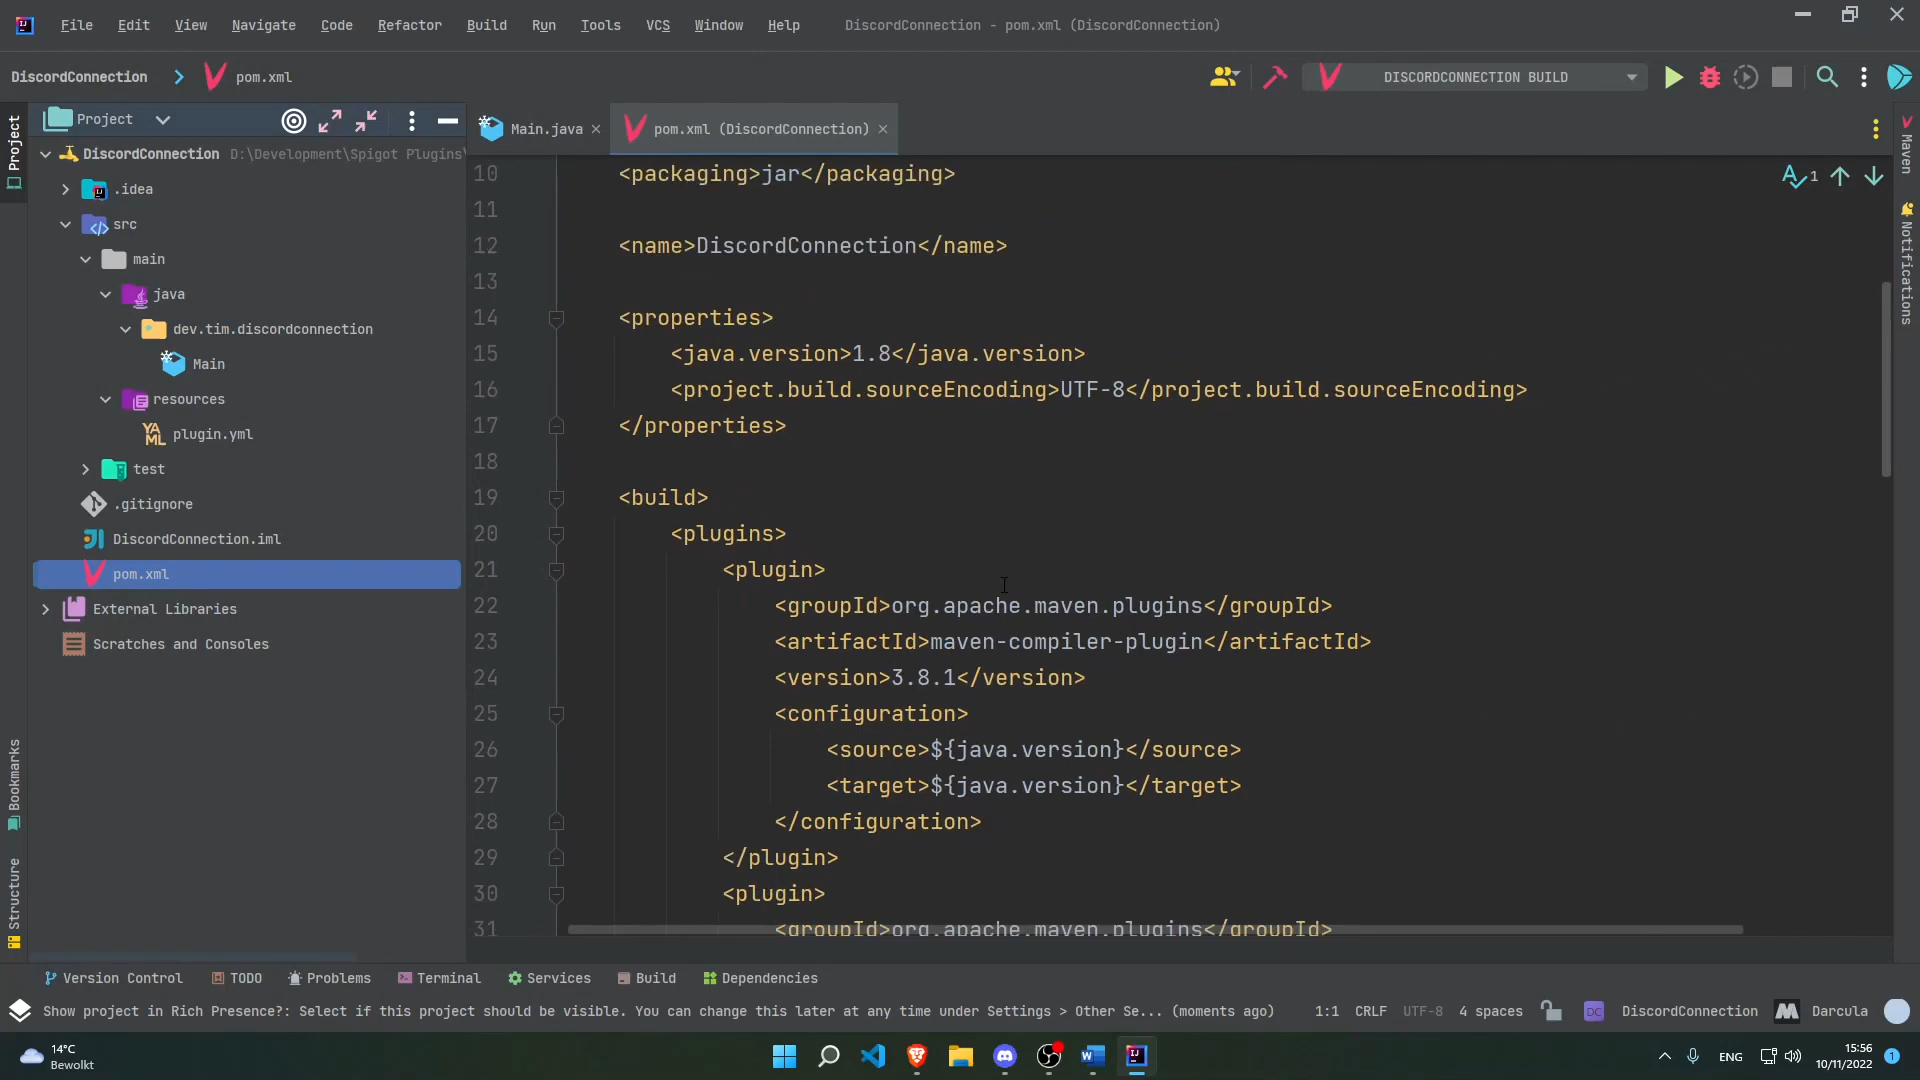 File Edit View Navigate Code Refactor Build Run Tools VCS Window Help DiscordConnection - pom.xml (DiscordConnection)
DiscordConnection pom.xml DISCORDCONNECTION BUILD
Project
Main.java pom.xml (DiscordConnection)
DiscordConnection D:\Development\Spigot Plugins\
.idea
src
main
java
dev.tim.discordconnection
Main
resources
plugin.yml
test
.gitignore
DiscordConnection.iml
pom.xml
External Libraries
Scratches and Consoles
Project
Bookmarks
Structure
10 <packaging>jar</packaging>
11
12 <name>DiscordConnection</name>
13
14 <properties>
15 <java.version>1.8</java.version>
16 <project.build.sourceEncoding>UTF-8</project.build.sourceEncoding>
17 </properties>
18
19 <build>
20 <plugins>
21 <plugin>
22 <groupId>org.apache.maven.plugins</groupId>
23 <artifactId>maven-compiler-plugin</artifactId>
24 <version>3.8.1</version>
25 <configuration>
26 <source>${java.version}</source>
27 <target>${java.version}</target>
28 </configuration>
29 </plugin>
30 <plugin>
31 <groupId>org.apache.maven.plugins</groupId>
1
Maven
Notifications
Version Control TODO Problems Terminal Services Build Dependencies
Show project in Rich Presence?: Select if this project should be visible. You can change this later at any time under Settings > Other Se... (moments ago) 1:1 CRLF UTF-8 4 spaces DC DiscordConnection Darcula
14°C
Bewolkt
ENG
15:56
10/11/2022
1